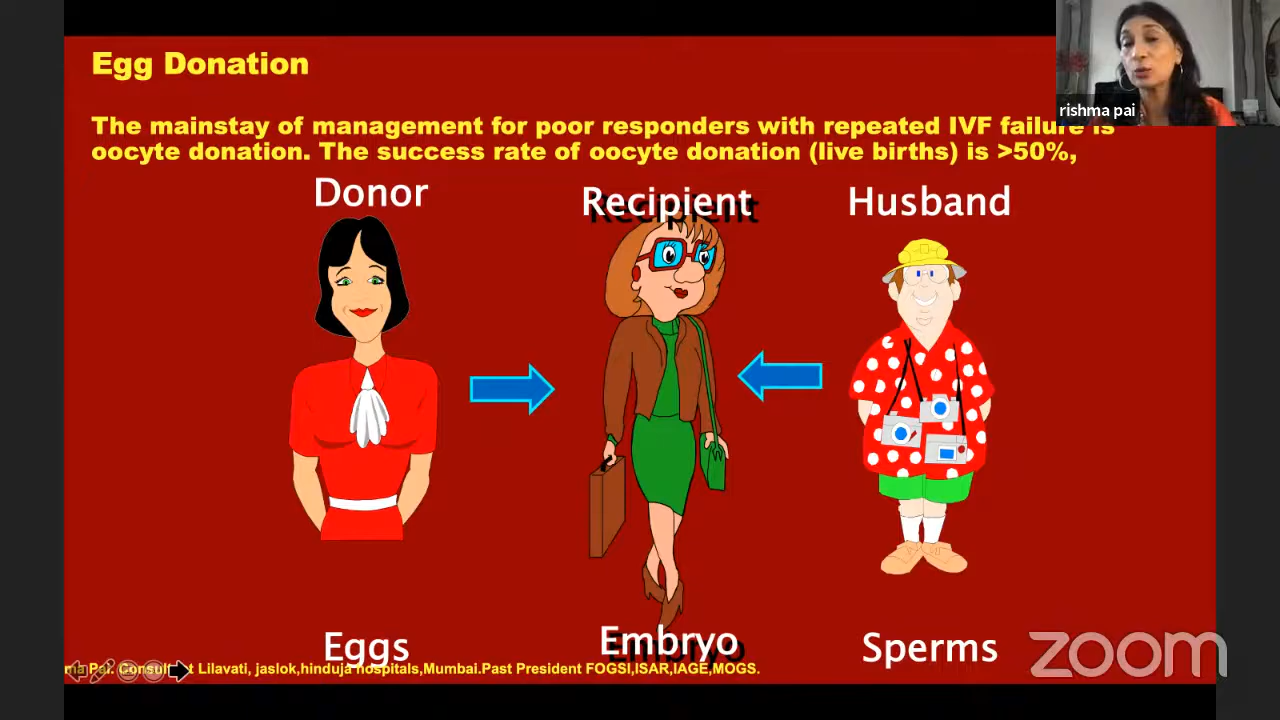 Egg Donation
rishma pai
The mainstay of management for poor responders with repeated IVF failure is
oocyte donation. The success rate of oocyte donation (live births) is >50%,
Donor
Recipient
Husband
Eggs
Embryo
Sperms
zoom
ma Pai. Consultant Lilavati, jaslok,hinduja hospitals,Mumbai.Past President FOGSI,ISAR,IAGE,MOGS.